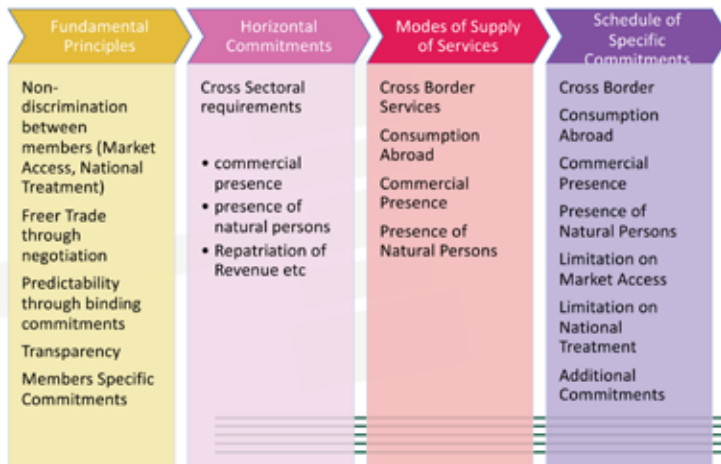 Fundamental
Principles
Non-
discrimination
between
members (Market
Access, National
Treatment)
Freer Trade
through
negotiation
Predictability
through binding
commitments
Transparency
Members Specific
Commitments
Horizontal
Commitments
Cross Sectoral
requirements
• commercial
presence
• presence of
natural persons
• Repatriation of
Revenue etc
Modes of Supply
of Services
Cross Border
Services
Consumption
Abroad
Commercial
Presence
Presence of
Natural Persons
Schedule of
Specific
Commitments
Cross Border
Consumption
Abroad
Commercial
Presence
Presence of
Natural Persons
Limitation on
Market Access
Limitation on
National
Treatment
Additional
Commitments